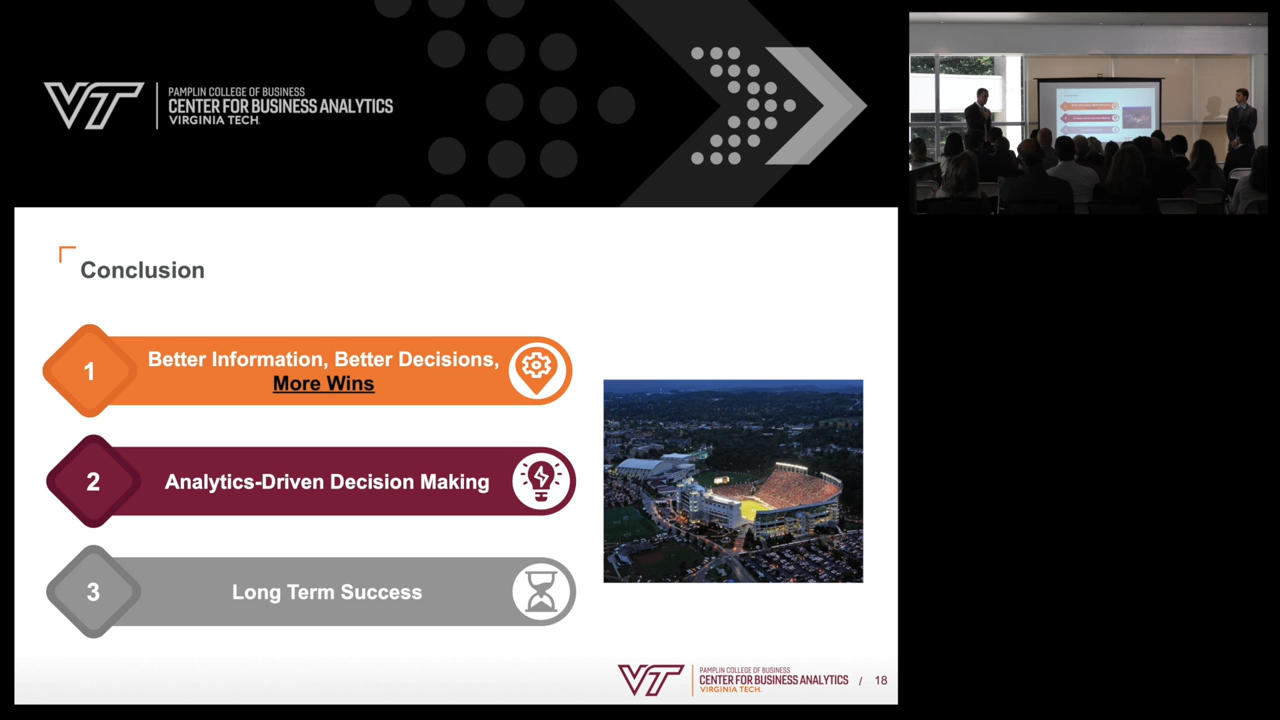 VT
PAMPLIN COLLEGE OF BUSINESS
CENTER FOR BUSINESS ANALYTICS
VIRGINIA TECH.
Conclusion
1
Better Information, Better Decisions,
More Wins
2
Analytics-Driven Decision Making
3
Long Term Success
VT
PAMPLIN COLLEGE OF BUSINESS
CENTER FOR BUSINESS ANALYTICS
VIRGINIA TECH.
/ 18